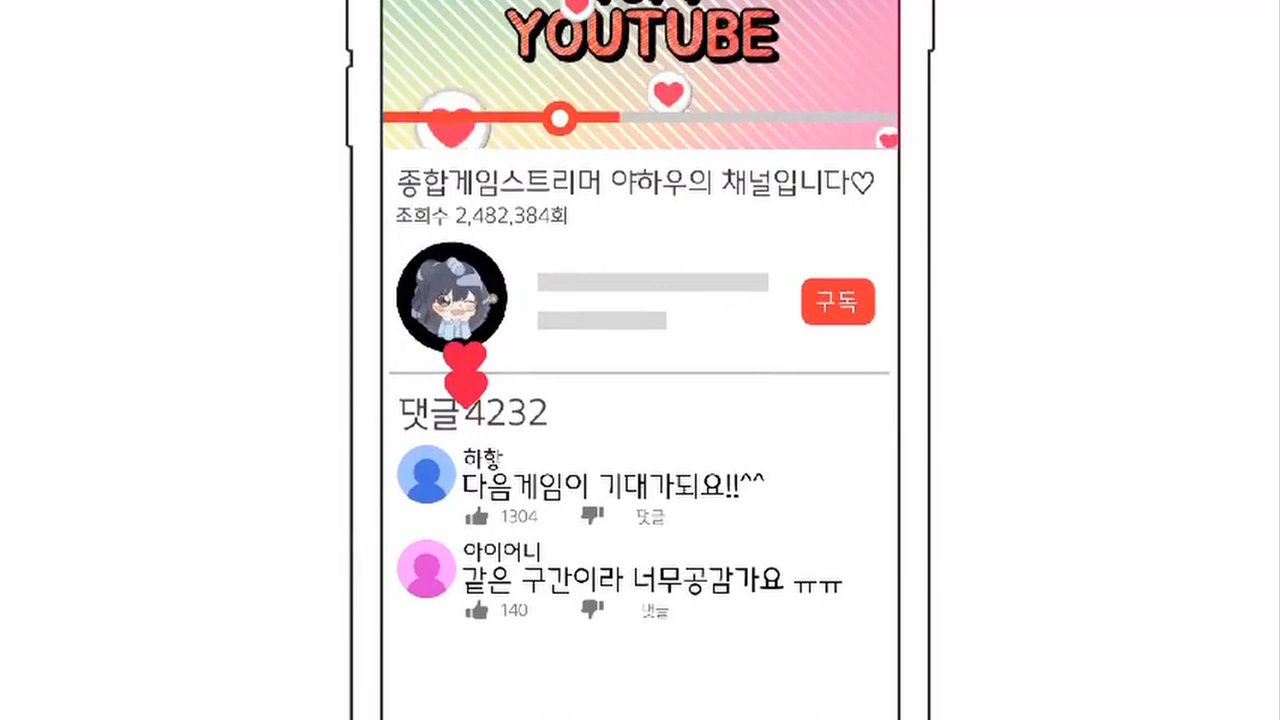 YOUTUBE
종합게임스트리머 야하우의 채널입니다♡
조회수 2,482,384회
구독
댓글4232
하핳
다음게임이 기대가되요!!^^
1304 댓글
아이어니
같은 구간이라 너무공감가요 ㅠㅠ
140 댓글